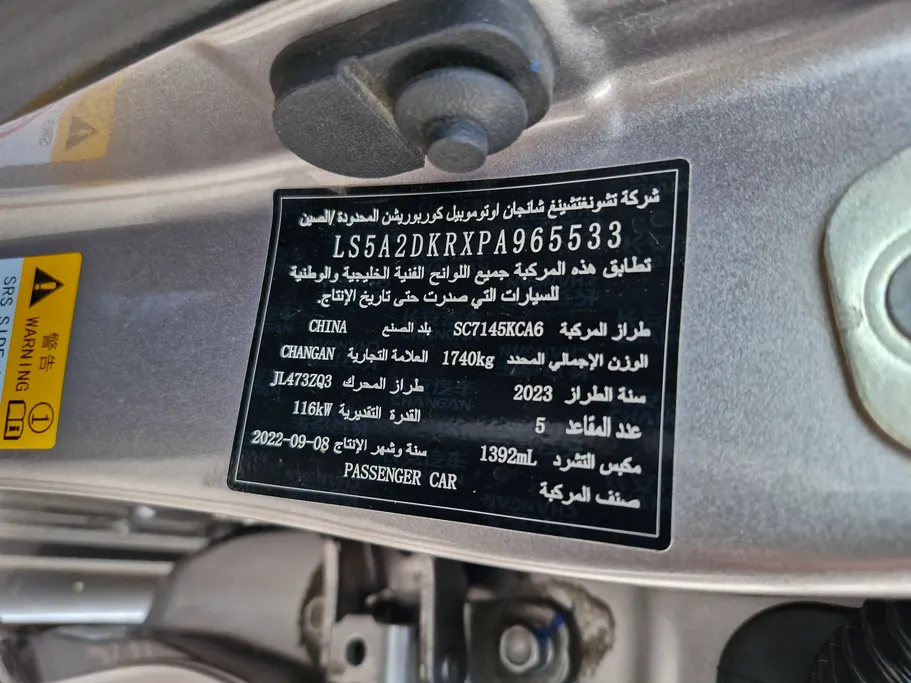 شركة تشونغتشينغ شانجان اوتوموبيل كوربوريشن المحدودة/الصين
LS5A2DKRXPA965533
تطابق هذه المركبة جميع اللوائح الفنية الخليجية والوطنية
للسيارات التي صدرت حتى تاريخ الإنتاج.
طراز المركبة SC7145KCA6 بلد الصنع CHINA
الوزن الإجمالي المحدد 1740kg العلامة التجارية CHANGAN
سنة الطراز 2023 طراز المحرك JL473ZQ3
عدد المقاعد 5 القدرة التقديرية 116kW
مكبس التشرد 1392mL سنة وشهر الإنتاج 2022-09-08
صنف المركبة PASSENGER CAR
警告
WARNING
SRS SIDE